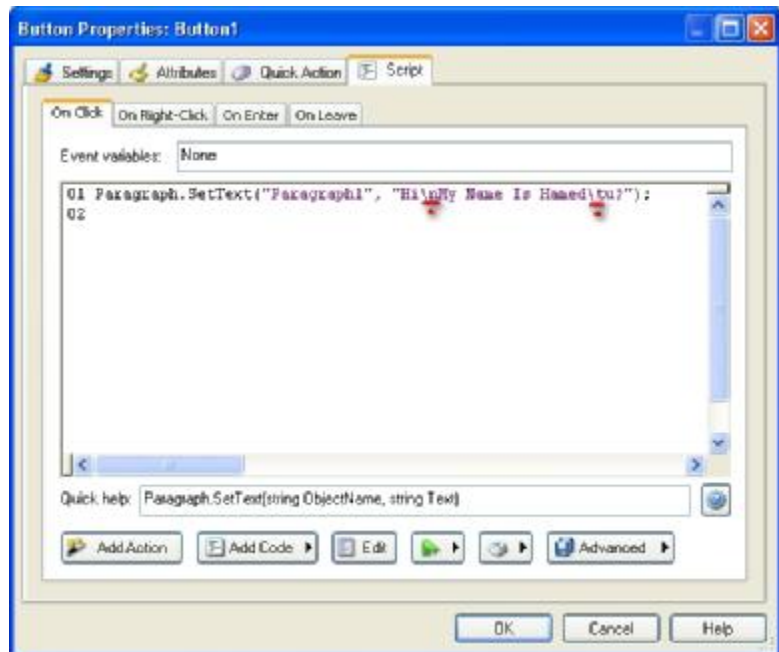 Button Properties: Button1
Settings Attributes Quick Action Script
On Click On Right-Click On Enter On Leave
Event variables: None
01 Paragraph.SetText("Paragraph1", "Hi\nMy Name Is Hamed\tu?");
02
Quick help: Paragraph.SetText(string ObjectName, string Text)
Add Action Add Code Edit Advanced
OK Cancel Help